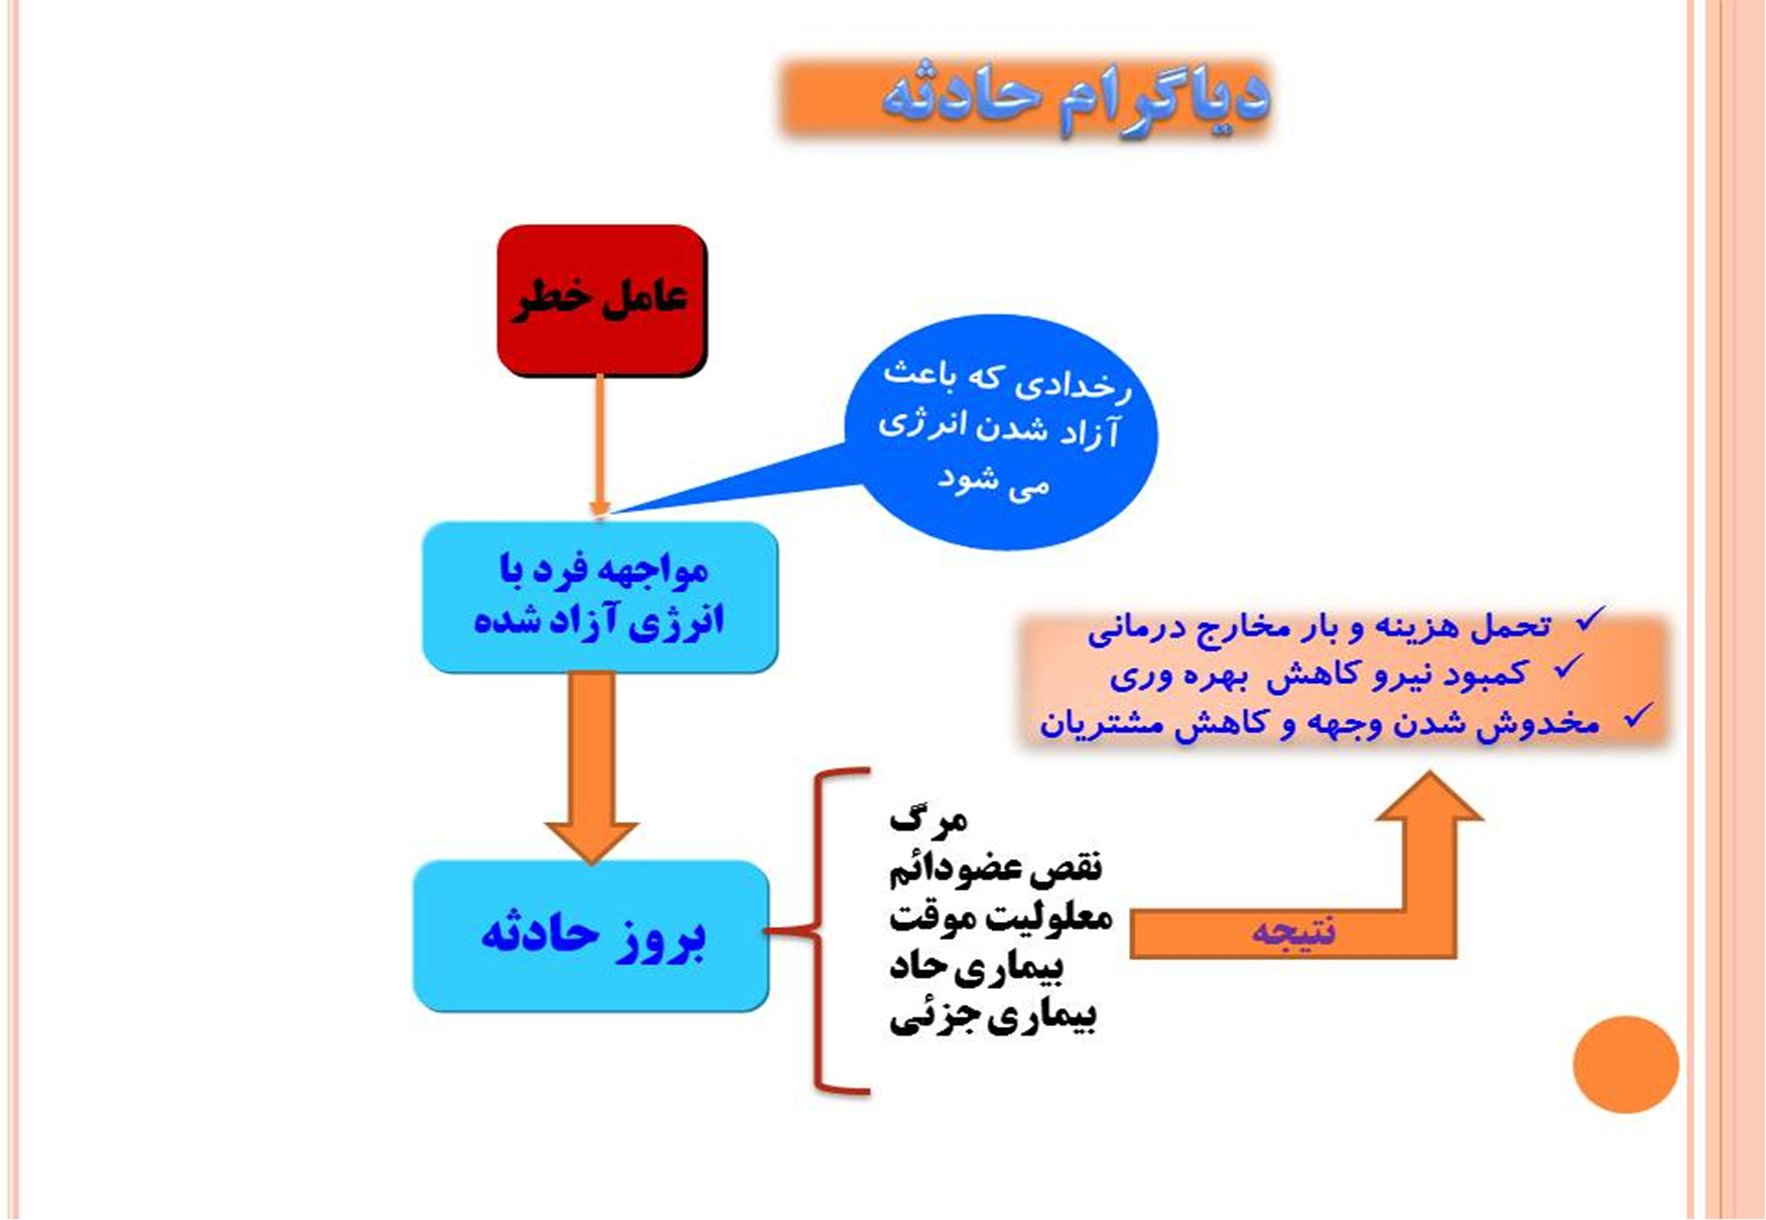 دیاگرام حادثه
عامل خطر
رخدادی که باعث
آزاد شدن انرژی
می شود
مواجهه فرد با
انرژی آزاد شده
✓ تحمل هزینه و بار مخارج درمانی
✓ کمبود نیرو کاهش بهره وری
✓ مخدوش شدن وجهه و کاهش مشتریان
بروز حادثه
مرگ
نقص عضودائم
معلولیت موقت
بیماری حاد
بیماری جزئی
نتیجه